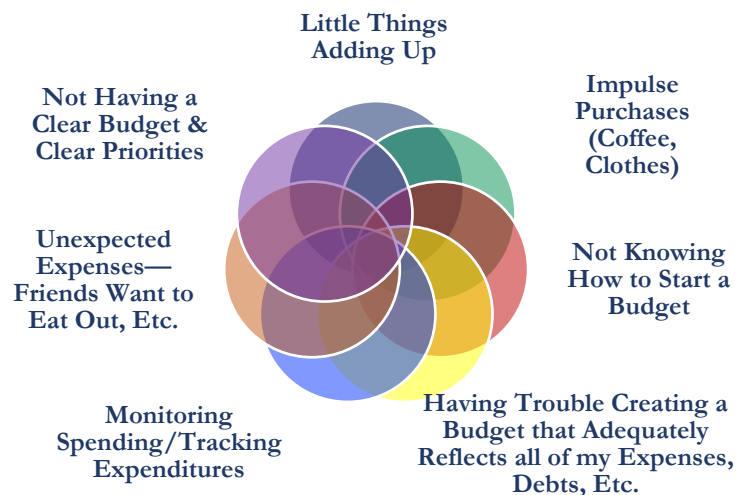 Little Things
Adding Up
Impulse
Purchases
(Coffee,
Clothes)
Not Knowing
How to Start a
Budget
Having Trouble Creating a
Budget that Adequately
Reflects all of my Expenses,
Debts, Etc.
Monitoring
Spending/Tracking
Expenditures
Unexpected
Expenses—
Friends Want to
Eat Out, Etc.
Not Having a
Clear Budget &
Clear Priorities